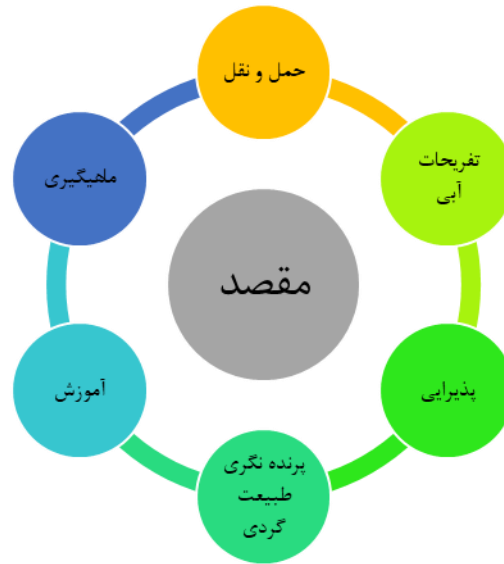 حمل و نقل
تفریحات
آبی
پذیرایی
پرنده نگری
طبیعت
گردی
آموزش
ماهیگیری
مقصد